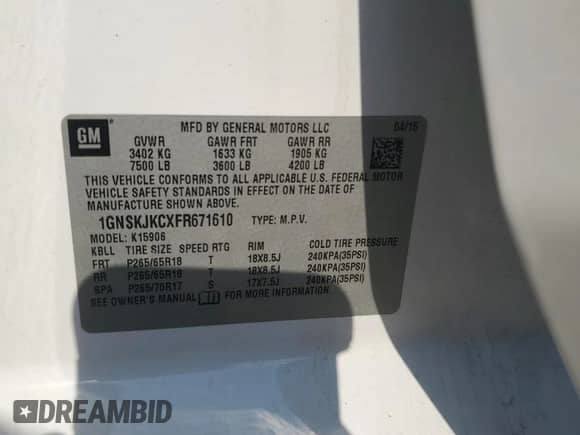 GM
MFD BY GENERAL MOTORS LLC 04/15
GVWR GAWR FRT GAWR RR
3402 KG 1633 KG 1905 KG
7500 LB 3600 LB 4200 LB
THIS VEHICLE CONFORMS TO ALL APPLICABLE U.S. FEDERAL MOTOR
VEHICLE SAFETY STANDARDS IN EFFECT ON THE DATE OF
MANUFACTURE SHOWN ABOVE.
1GNSKJKCXFR671610 TYPE: M.P.V.
MODEL: K15906
KBLL TIRE SIZE SPEED RTG RIM COLD TIRE PRESSURE
FRT P265/65R18 T 18X8.5J 240KPA(35PSI)
RR P265/65R18 T 18X8.5J 240KPA(35PSI)
SPA P265/70R17 S 17X7.5J 240KPA(35PSI)
SEE OWNER'S MANUAL FOR MORE INFORMATION
DREAMBID